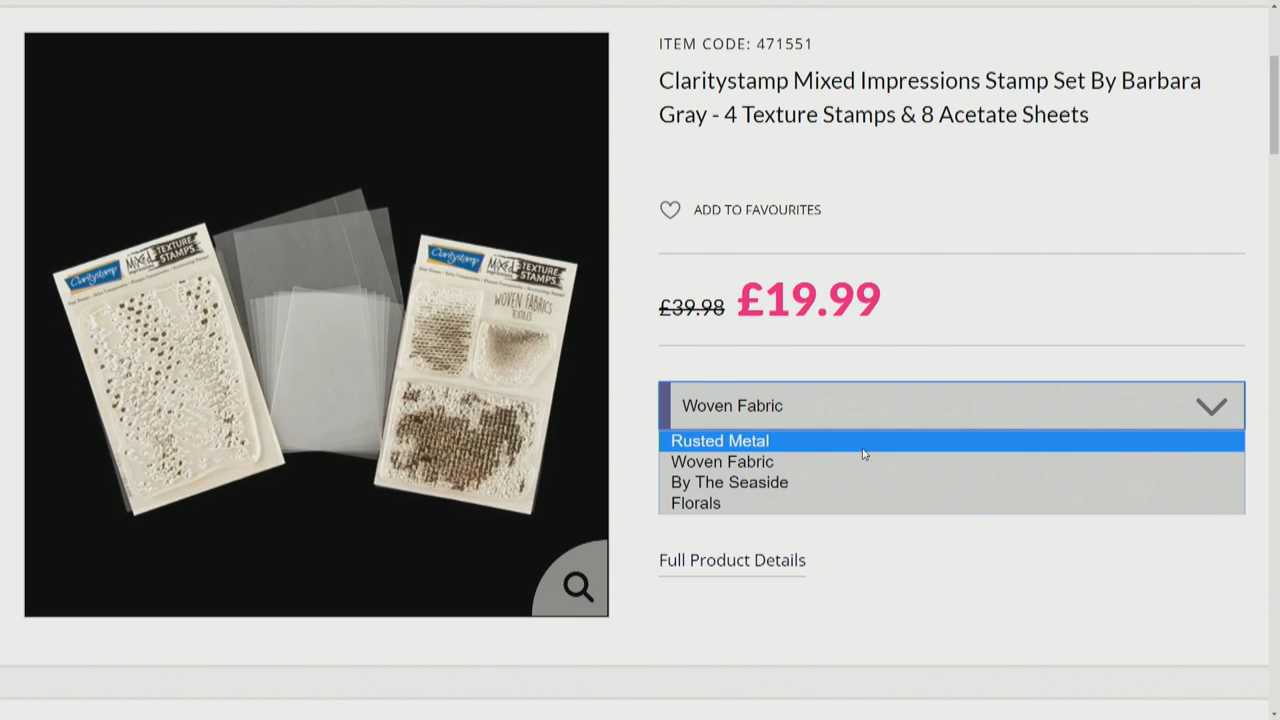 ITEM CODE: 471551
Claritystamp Mixed Impressions Stamp Set By Barbara
Gray - 4 Texture Stamps & 8 Acetate Sheets
ADD TO FAVOURITES
£39.98 £19.99
Woven Fabric
Rusted Metal
Woven Fabric
By The Seaside
Florals
Full Product Details
Claritystamp
MIXED
TEXTURE
STAMPS
Claritystamp
MIXED
TEXTURE
STAMPS
WOVEN FABRICS
TEXTILES